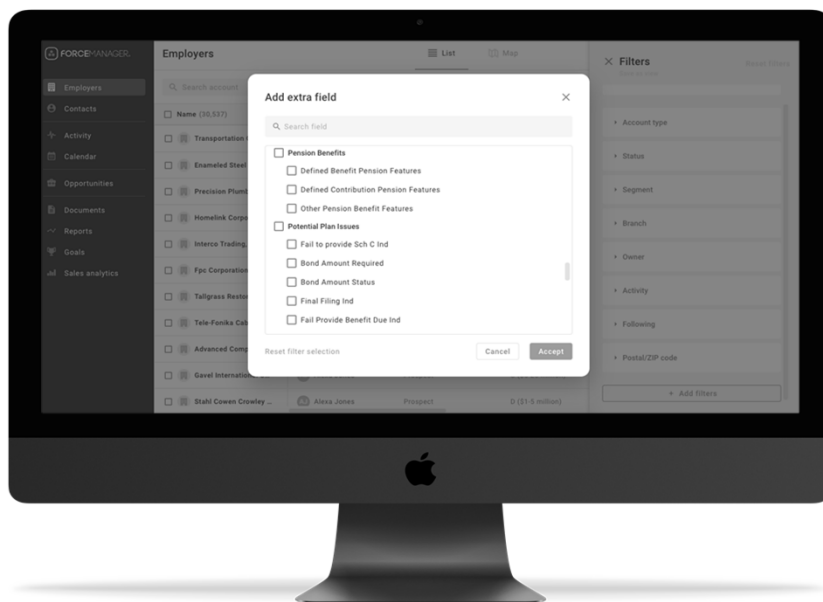 FORCEMANAGER.
Employers
Contacts
Activity
Calendar
Opportunities
Documents
Reports
Goals
Sales analytics
Employers
List
Map
Search account
Name (30,537)
Transportation
Enameled Steel
Precision Plumb
Homelink Corpo
Interco Trading,
Fpc Corporation
Tallgrass Resto
Tele-Fonika Cab
Advanced Comp
Gavel Internation
Stahl Cowen Crowley ...
AJ Alexa Jones
Prospect
D ($1-5 million)
Add extra field
Search field
Pension Benefits
Defined Benefit Pension Features
Defined Contribution Pension Features
Other Pension Benefit Features
Potential Plan Issues
Fail to provide Sch C Ind
Bond Amount Required
Bond Amount Status
Final Filing Ind
Fail Provide Benefit Due Ind
Reset filter selection
Cancel
Accept
Filters
Account type
Status
Segment
Branch
Owner
Activity
Following
Postal/ZIP code
+ Add filters